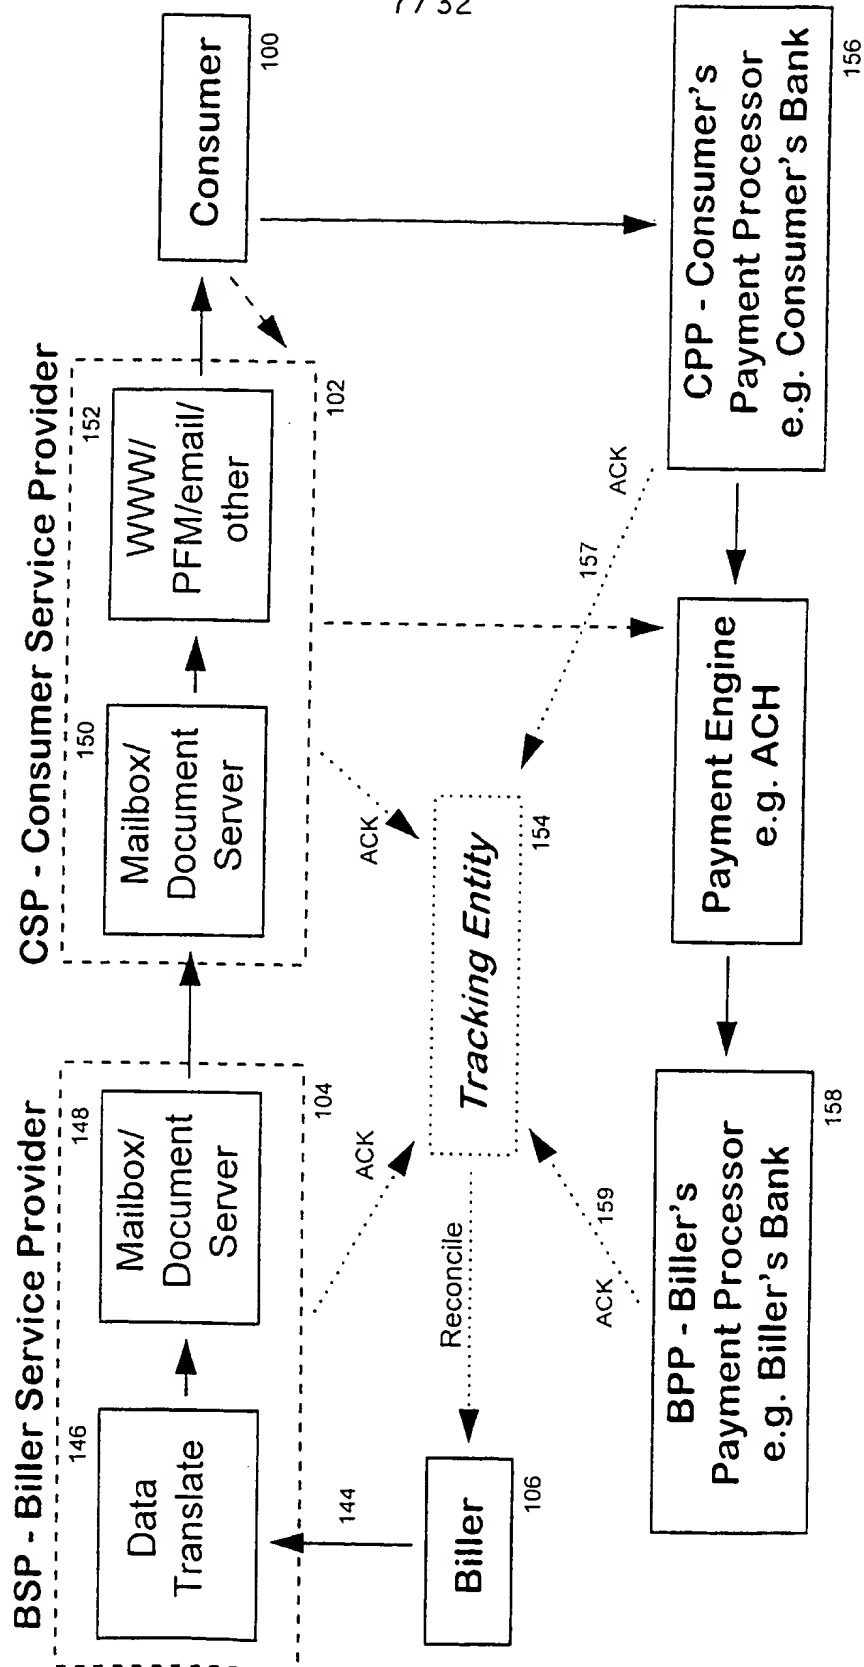 7/32
BSP - Biller Service Provider
CSP - Consumer Service Provider
146
Data
Translate
148
Mailbox/
Document
Server
104
150
Mailbox/
Document
Server
152
WWW/
PFM/email/
other
102
Consumer
100
144
ACK
ACK
ACK
157
Biller
106
Reconcile
Tracking Entity
154
ACK
159
BPP - Biller's
Payment Processor
e.g. Biller's Bank
158
Payment Engine
e.g. ACH
CPP - Consumer's
Payment Processor
e.g. Consumer's Bank
156